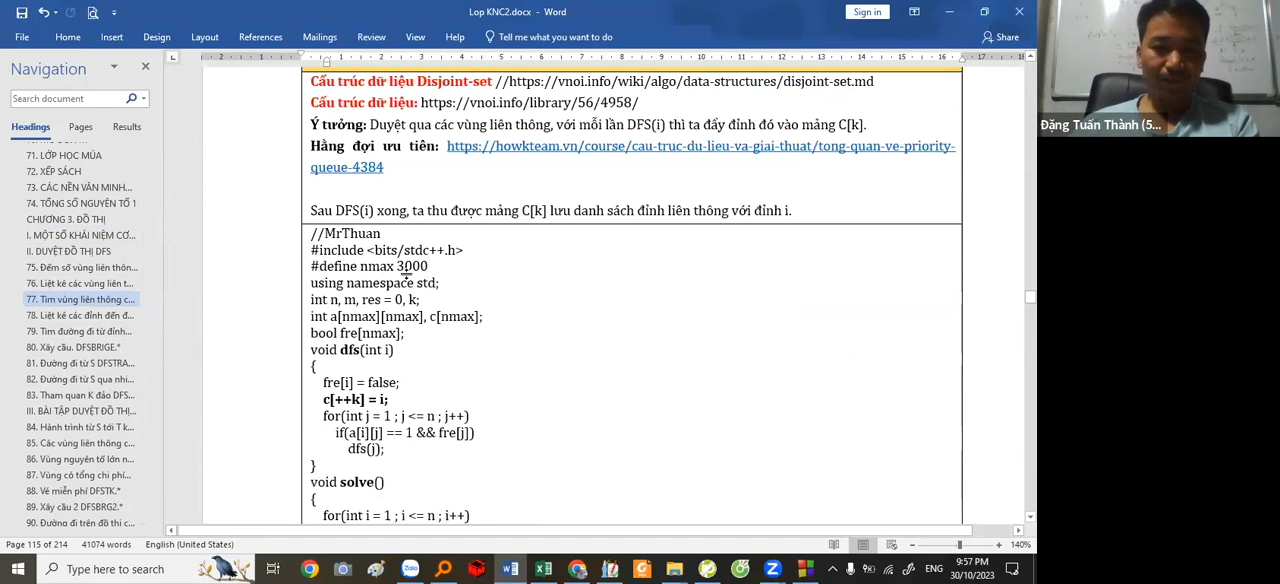 Lop KNC2.docx - Word
Sign in
File Home Insert Design Layout References Mailings Review View Help Tell me what you want to do Share
Navigation
Search document
Headings Pages Results
71. LỚP HỌC MÚA
72. XẾP SÁCH
73. CÁC NỀN VĂN MINH...
74. TỔNG SỐ NGUYÊN TỐ 1
CHƯƠNG 3. ĐỒ THỊ
I. MỘT SỐ KHÁI NIỆM CƠ...
II. DUYỆT ĐỒ THỊ DFS
75. Đếm số vùng liên thôn...
76. Liệt kê các vùng liên t...
77. Tìm vùng liên thông c...
78. Liệt kê các đỉnh đến đ...
79. Tìm đường đi từ đỉnh...
80. Xây cầu. DFSBRIGE.*
81. Đường đi từ S DFSTRA...
82. Đường đi từ S qua nhi...
83. Tham quan K đảo DFS...
III. BÀI TẬP DUYỆT ĐỒ THỊ...
84. Hành trình từ S tới T k...
85. Các vùng liên thông c...
86. Vùng nguyên tố lớn n...
87. Vùng có tổng chi phí...
88. Vé miễn phí DFSTK.*
89. Xây cầu 2 DFSBRG2.*
90. Đường đi trên đồ thị c...
Cấu trúc dữ liệu Disjoint-set //https://vnoi.info/wiki/algo/data-structures/disjoint-set.md
Cấu trúc dữ liệu: https://vnoi.info/library/56/4958/
Ý tưởng: Duyệt qua các vùng liên thông, với mỗi lần DFS(i) thì ta đẩy đỉnh đó vào mảng C[k].
Hằng đợi ưu tiên: https://howkteam.vn/course/cau-truc-du-lieu-va-giai-thuat/tong-quan-ve-priority-
queue-4384
Sau DFS(i) xong, ta thu được mảng C[k] lưu danh sách đỉnh liên thông với đỉnh i.
//MrThuan
#include <bits/stdc++.h>
#define nmax 3000
using namespace std;
int n, m, res = 0, k;
int a[nmax][nmax], c[nmax];
bool fre[nmax];
void dfs(int i)
{
fre[i] = false;
c[++k] = i;
for(int j = 1 ; j <= n ; j++)
if(a[i][j] == 1 && fre[j])
dfs(j);
}
void solve()
{
for(int i = 1 ; i <= n ; i++)
Đặng Tuấn Thành (5...
Page 115 of 214 41074 words English (United States) 140%
Type here to search
ENG
9:57 PM
30/10/2023